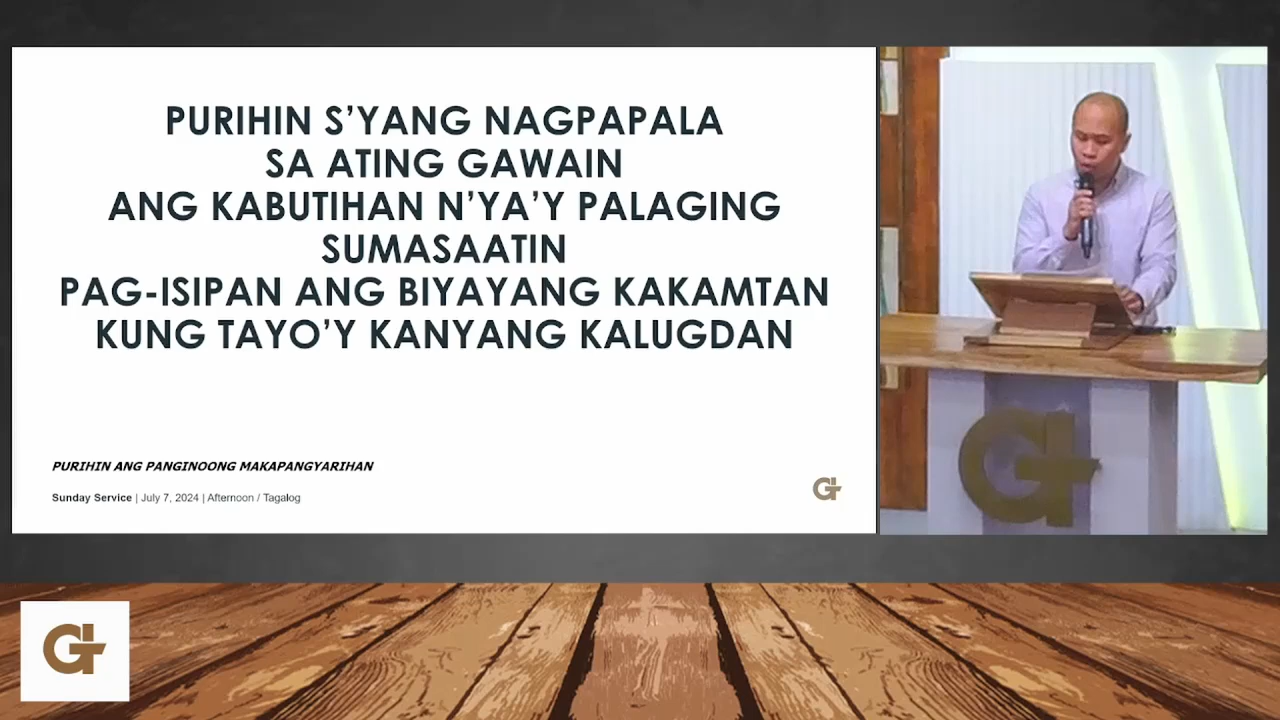 PURIHIN S’YANG NAGPAPALA
SA ATING GAWAIN
ANG KABUTIHAN N’YA’Y PALAGING
SUMASAATIN
PAG-ISIPAN ANG BIYAYANG KAKAMTAN
KUNG TAYO’Y KANYANG KALUGDAN
PURIHIN ANG PANGINOONG MAKAPANGYARIHAN
Sunday Service | July 7, 2024 | Afternoon / Tagalog